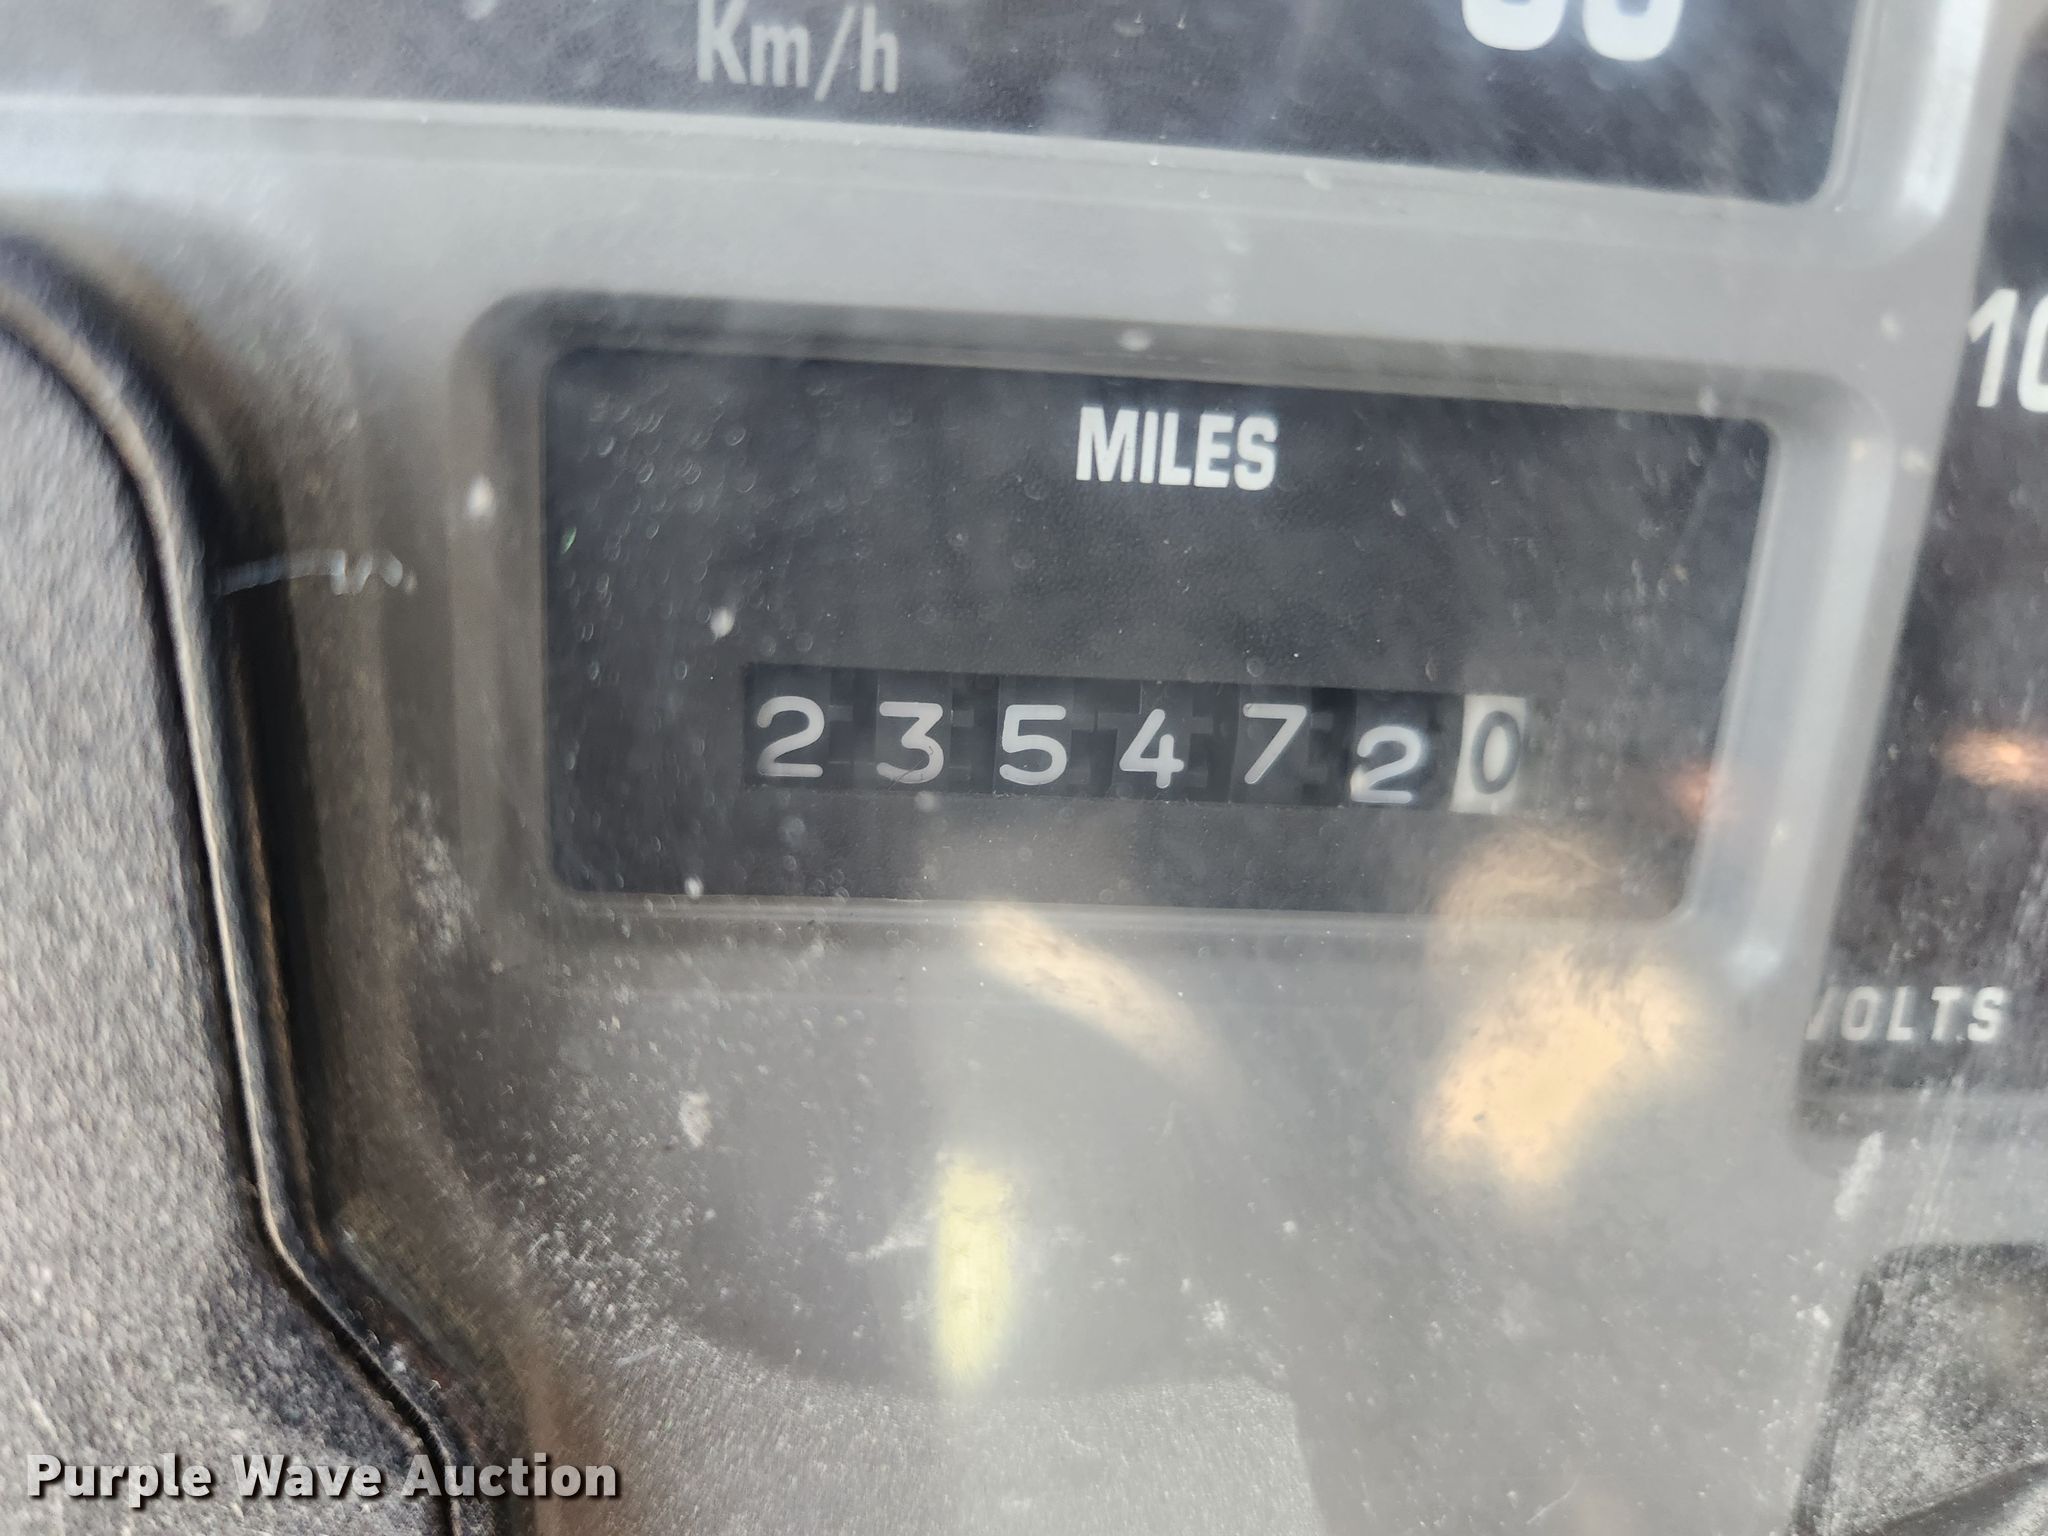 Km/h
MILES
10
2354720
VOLTS
Purple Wave Auction